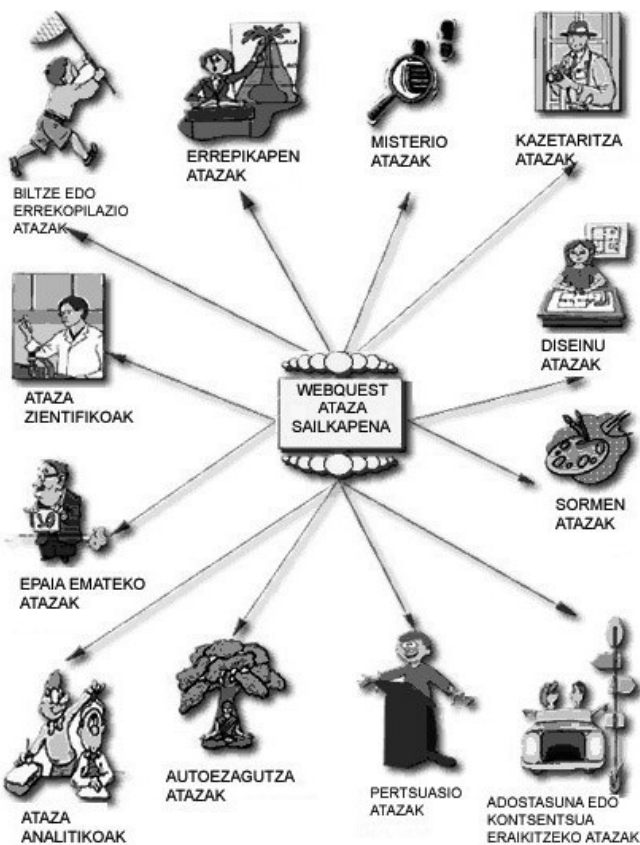 ERREPIKAPEN
ATAZAK
MISTERIO
ATAZAK
KAZETARITZA
ATAZAK
BILTZE EDO
ERREKOPILAZIO
ATAZAK
DISEINU
ATAZAK
ATAZA
ZIENTIFIKOAK
WEBQUEST
ATAZA
SAILKAPENA
SORMEN
ATAZAK
EPAIA EMATEKO
ATAZAK
AUTOEZAGUTZA
ATAZAK
PERTSUASIO
ATAZAK
ADOSTASUNA EDO
KONTSENTSUA
ERAIKITZEKO ATAZAK
ATAZA
ANALITIKOAK